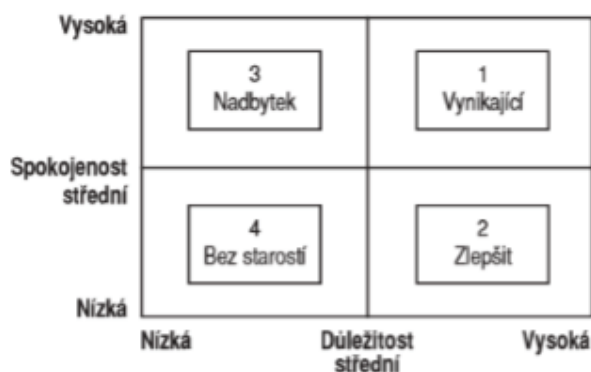 Vysoká
3
Nadbytek
1
Vynikající
Spokojenost
střední
4
Bez starostí
2
Zlepšit
Nízká
Nízká
Důležitost
střední
Vysoká